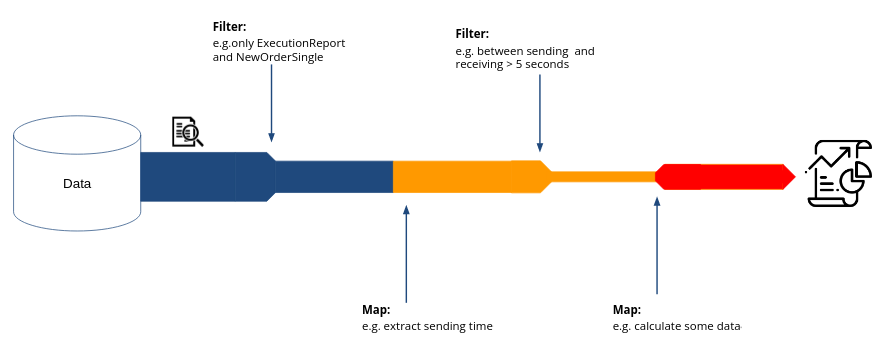 Filter:
e.g.only ExecutionReport
and NewOrderSingle
Filter:
e.g. between sending and
receiving > 5 seconds
Data
Map:
e.g. extract sending time
Map:
e.g. calculate some data